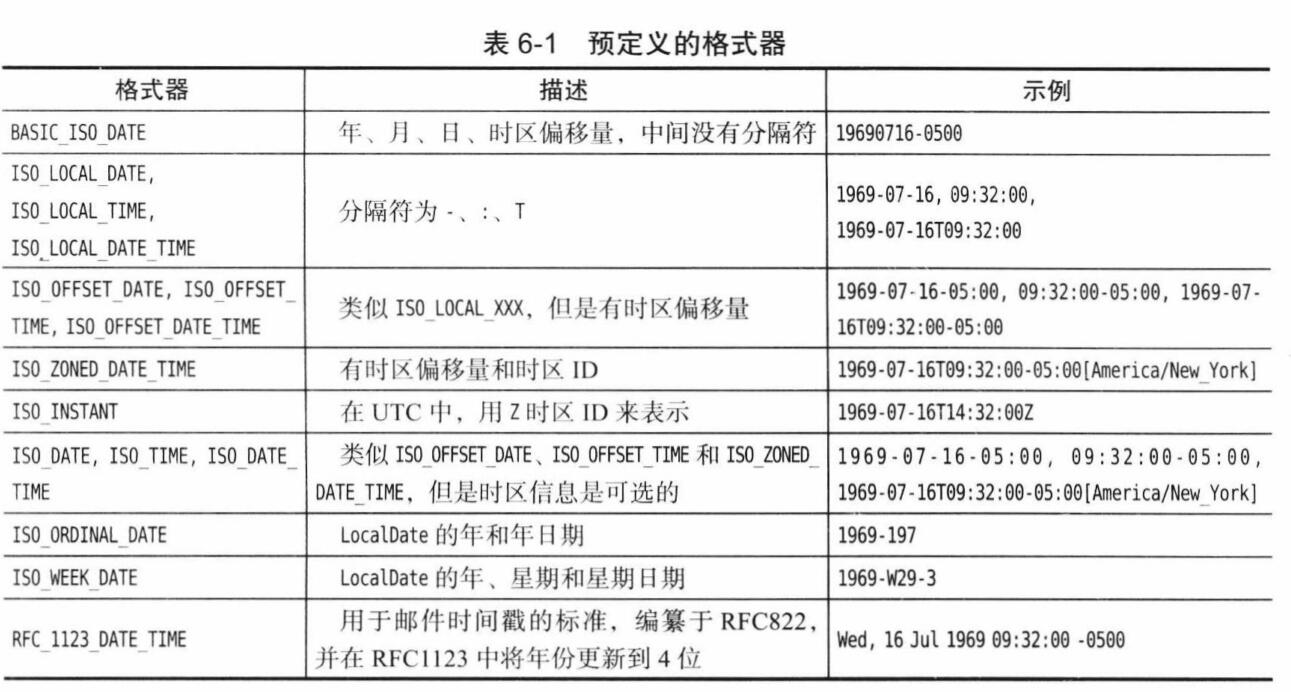 表 6-1 预定义的格式器
格式器 描述 示例
BASIC_ISO_DATE 年、月、日、时区偏移量，中间没有分隔符 19690716-0500
ISO_LOCAL_DATE,
ISO_LOCAL_TIME,
ISO_LOCAL_DATE_TIME
分隔符为 -、:、T
1969-07-16, 09:32:00,
1969-07-16T09:32:00
ISO_OFFSET_DATE, ISO_OFFSET_
TIME, ISO_OFFSET_DATE_TIME
类似 ISO_LOCAL_XXX，但是有时区偏移量
1969-07-16-05:00, 09:32:00-05:00, 1969-07-
16T09:32:00-05:00
ISO_ZONED_DATE_TIME 有时区偏移量和时区 ID 1969-07-16T09:32:00-05:00[America/New_York]
ISO_INSTANT 在 UTC 中，用 Z 时区 ID 来表示 1969-07-16T14:32:00Z
ISO_DATE, ISO_TIME, ISO_DATE_
TIME
类似 ISO_OFFSET_DATE、ISO_OFFSET_TIME 和 ISO_ZONED_
DATE_TIME，但是时区信息是可选的
1969-07-16-05:00, 09:32:00-05:00,
1969-07-16T09:32:00-05:00[America/New_York]
ISO_ORDINAL_DATE LocalDate 的年和年日期 1969-197
ISO_WEEK_DATE LocalDate 的年、星期和星期日期 1969-W29-3
RFC_1123_DATE_TIME
用于邮件时间戳的标准，编纂于 RFC822，
并在 RFC1123 中将年份更新到 4 位
Wed, 16 Jul 1969 09:32:00 -0500